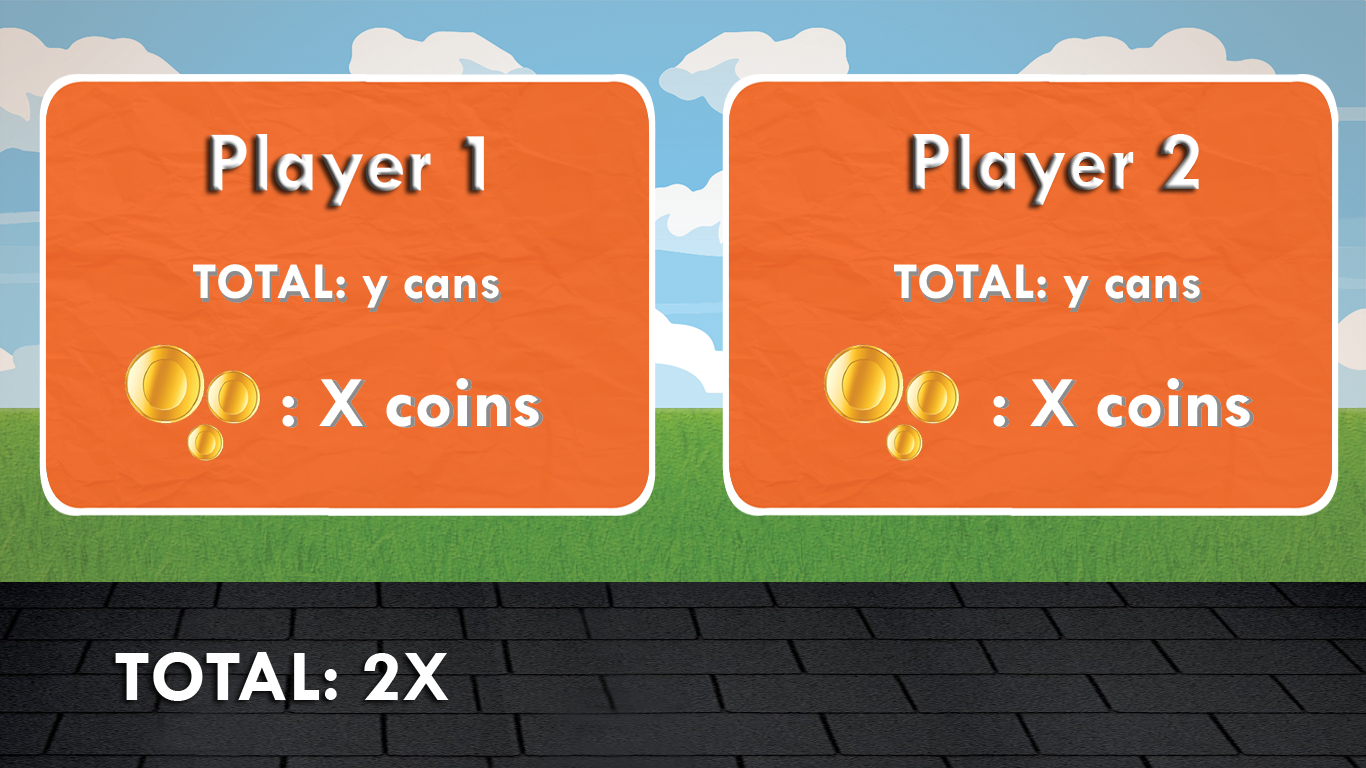 Player 1
TOTAL: y cans
: X coins
Player 2
TOTAL: y cans
: X coins
TOTAL: 2X